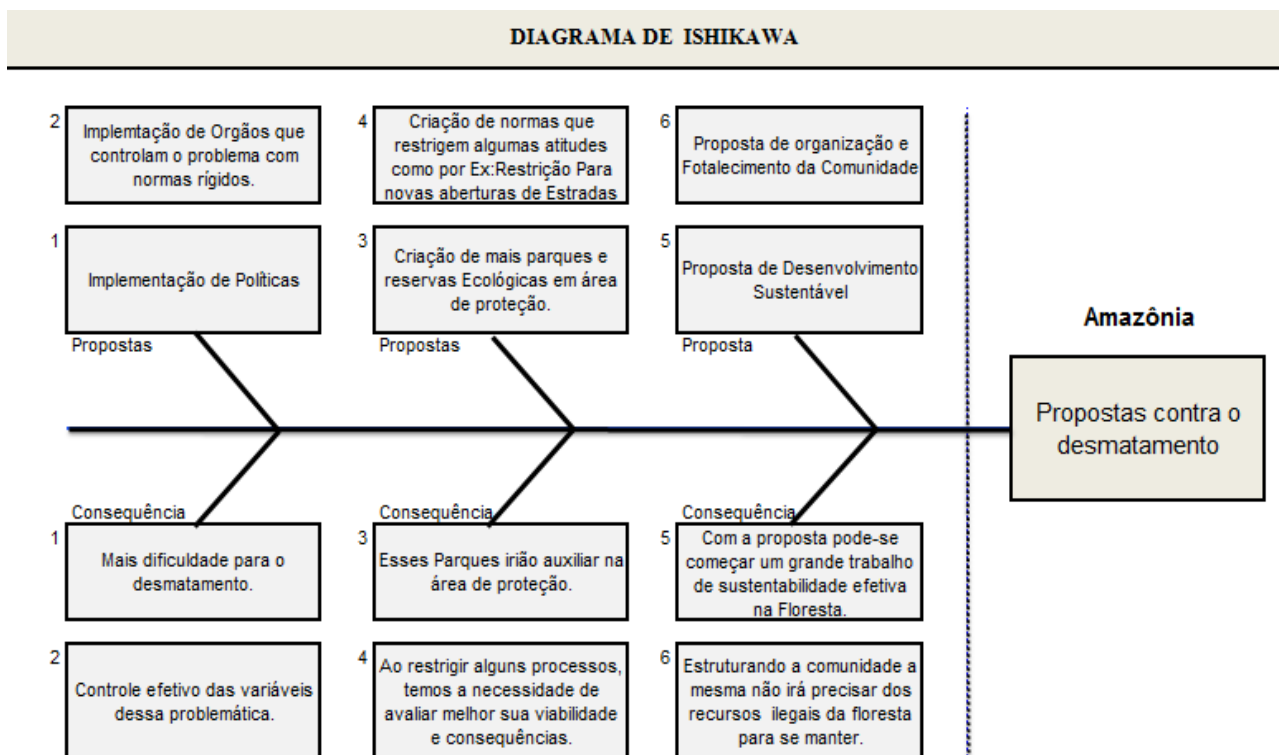 DIAGRAMA DE ISHIKAWA
2
Implemtação de Orgãos que
controlam o problema com
normas rígidos.
4
Criação de normas que
restrigem algumas atitudes
como por Ex:Restrição Para
novas aberturas de Estradas
6
Proposta de organização e
Fotalecimento da Comunidade
1
Implementação de Políticas
3
Criação de mais parques e
reservas Ecológicas em área
de proteção.
5
Proposta de Desenvolvimento
Sustentável
Propostas
Propostas
Proposta
Amazônia
Propostas contra o
desmatamento
Consequência
Consequência
Consequência
1
Mais dificuldade para o
desmatamento.
3
Esses Parques irião auxiliar na
área de proteção.
5
Com a proposta pode-se
começar um grande trabalho
de sustentabilidade efetiva
na Floresta.
2
Controle efetivo das variáveis
dessa problemática.
4
Ao restrigir alguns processos,
temos a necessidade de
avaliar melhor sua viabilidade
e consequências.
6
Estruturando a comunidade a
mesma não irá precisar dos
recursos ilegais da floresta
para se manter.